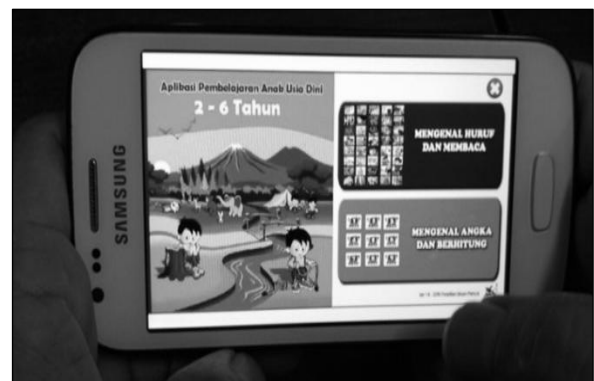 SAMSUNG
Aplikasi Pembelajaran Anak Usia Dini
2 - 6 Tahun
MENGENAL HURUF
DAN MEMBACA
MENGENAL ANGKA
DAN BERHITUNG